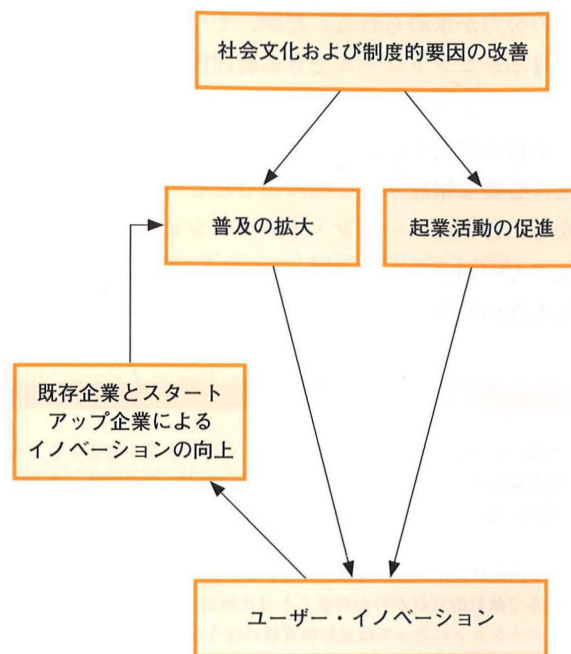 社会文化および制度的要因の改善
普及の拡大
起業活動の促進
既存企業とスタート
アップ企業による
イノベーションの向上
ユーザー・イノベーション